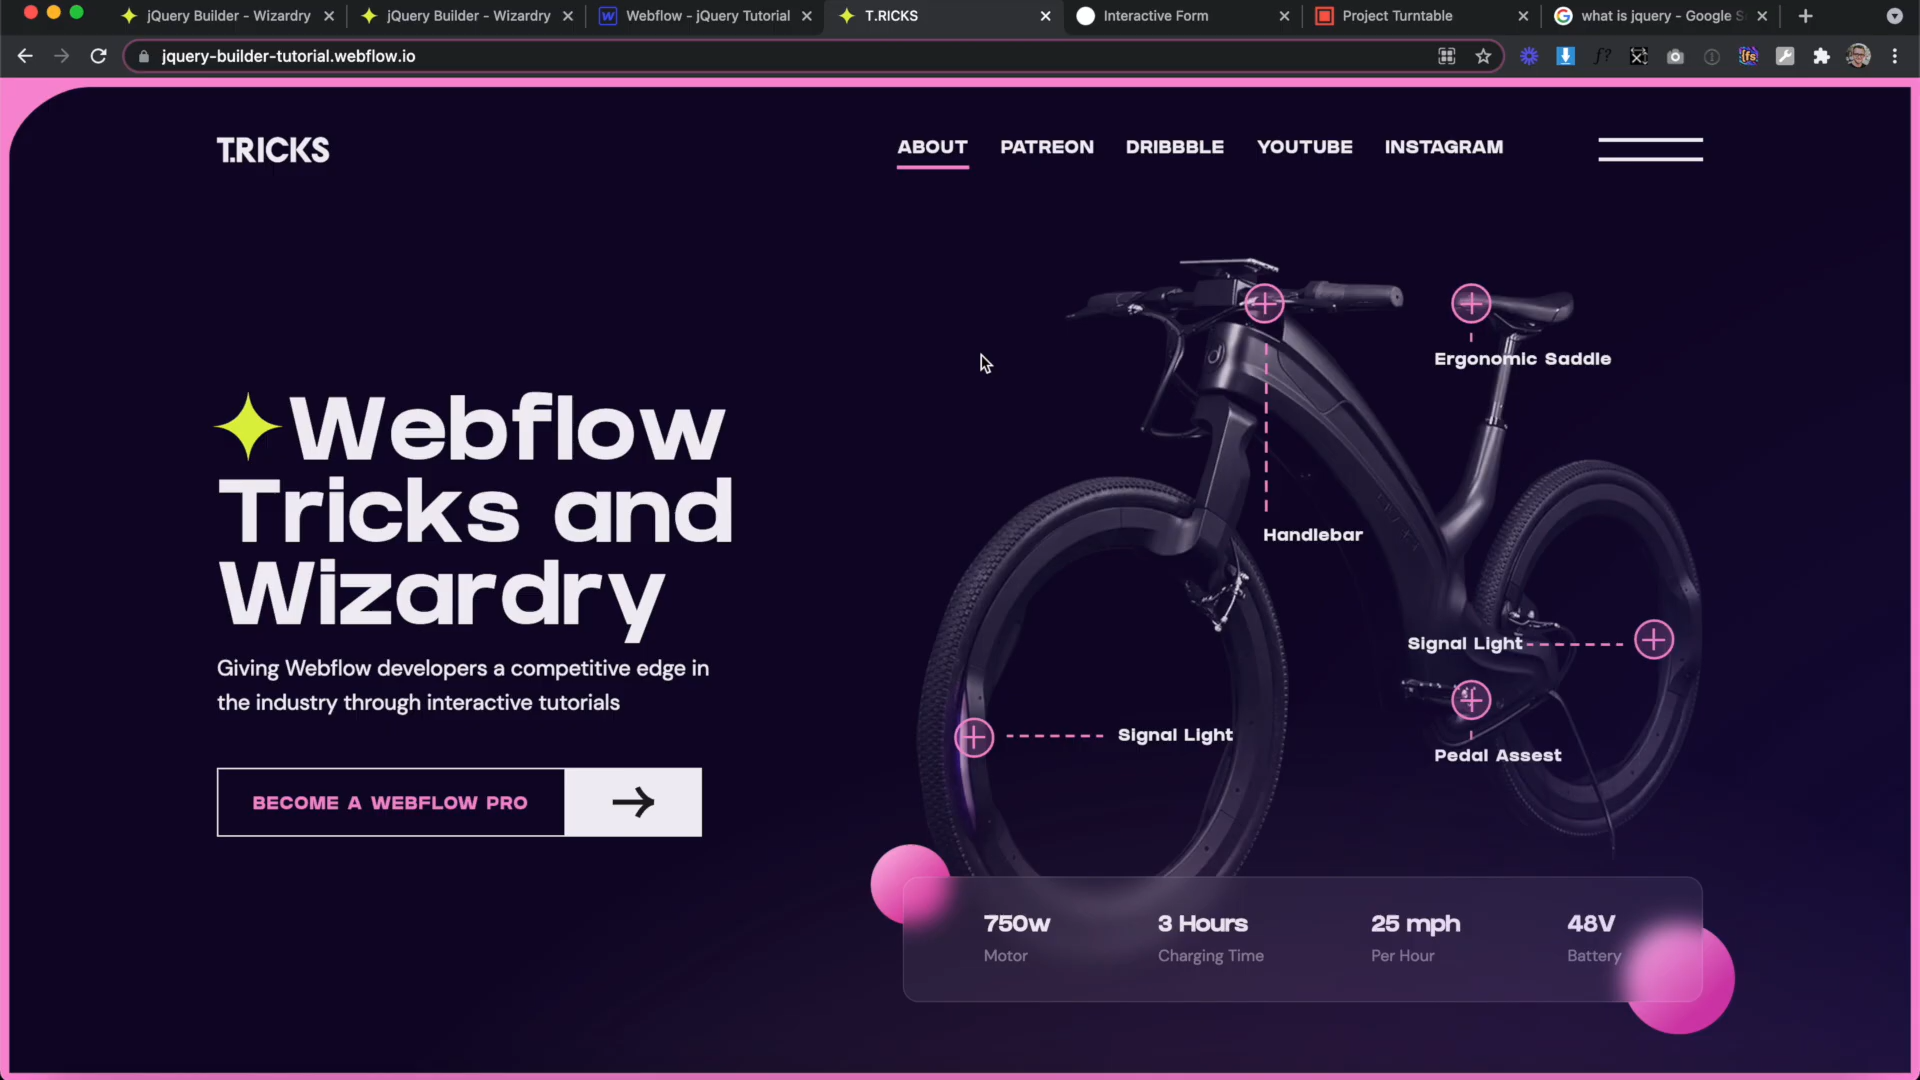 jQuery Builder - Wizardry
jQuery Builder - Wizardry
Webflow - jQuery Tutorial
T.RICKS
Interactive Form
Project Turntable
what is jquery - Google S
jquery-builder-tutorial.webflow.io
T.RICKS
ABOUT PATREON DRIBBBLE YOUTUBE INSTAGRAM
Webflow
Tricks and
Wizardry
Giving Webflow developers a competitive edge in
the industry through interactive tutorials
BECOME A WEBFLOW PRO
Ergonomic Saddle
Handlebar
Signal Light
Signal Light
Pedal Assest
750w
Motor
3 Hours
Charging Time
25 mph
Per Hour
48V
Battery